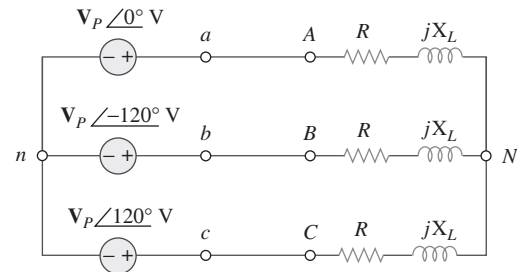 V_P ∠0° V
a A R jX_L
− +
V_P ∠−120° V
b B R jX_L
n − + N
V_P ∠120° V
c C R jX_L
− +